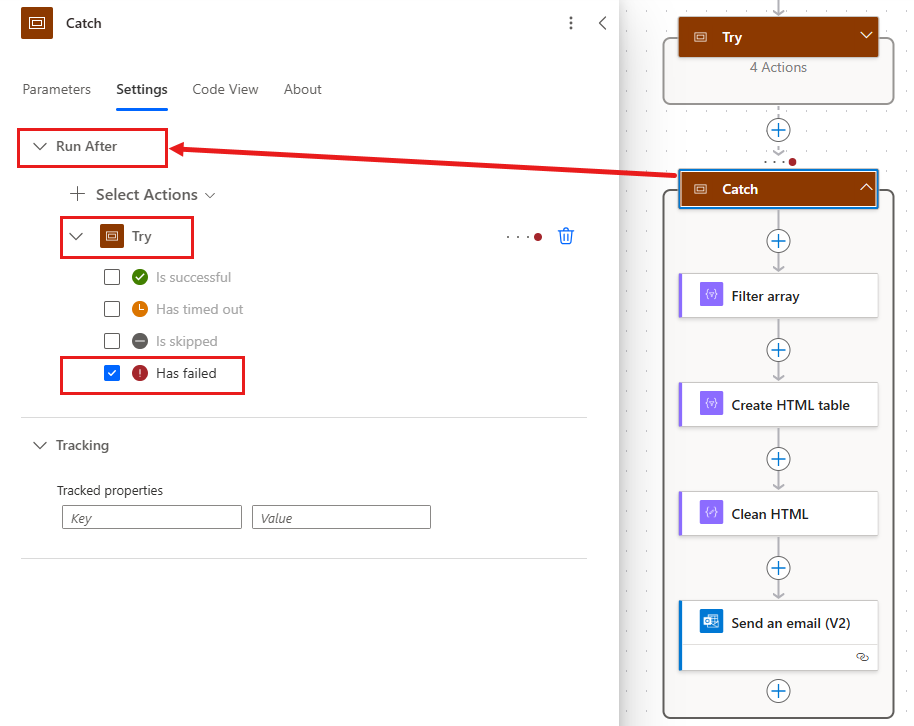 Catch
Parameters
Settings
Code View
About
Run After
Select Actions
Try
Is successful
Has timed out
Is skipped
Has failed
Tracking
Tracked properties
Key
Value
Try
4 Actions
Catch
Filter array
Create HTML table
Clean HTML
Send an email (V2)